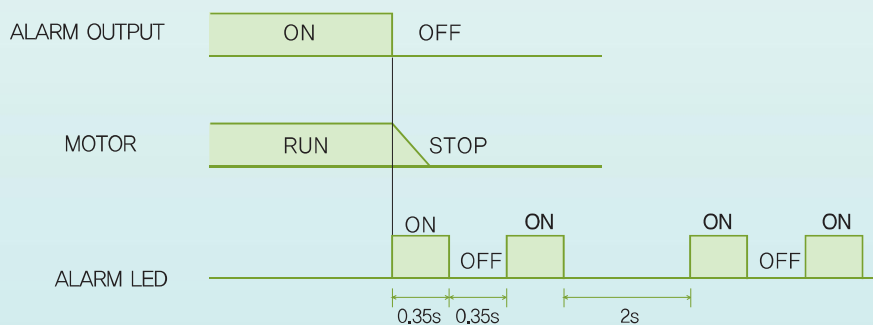 ALARM OUTPUT ON OFF
MOTOR RUN STOP
ON ON ON ON
ALARM LED OFF OFF
0.35s 0.35s 2s